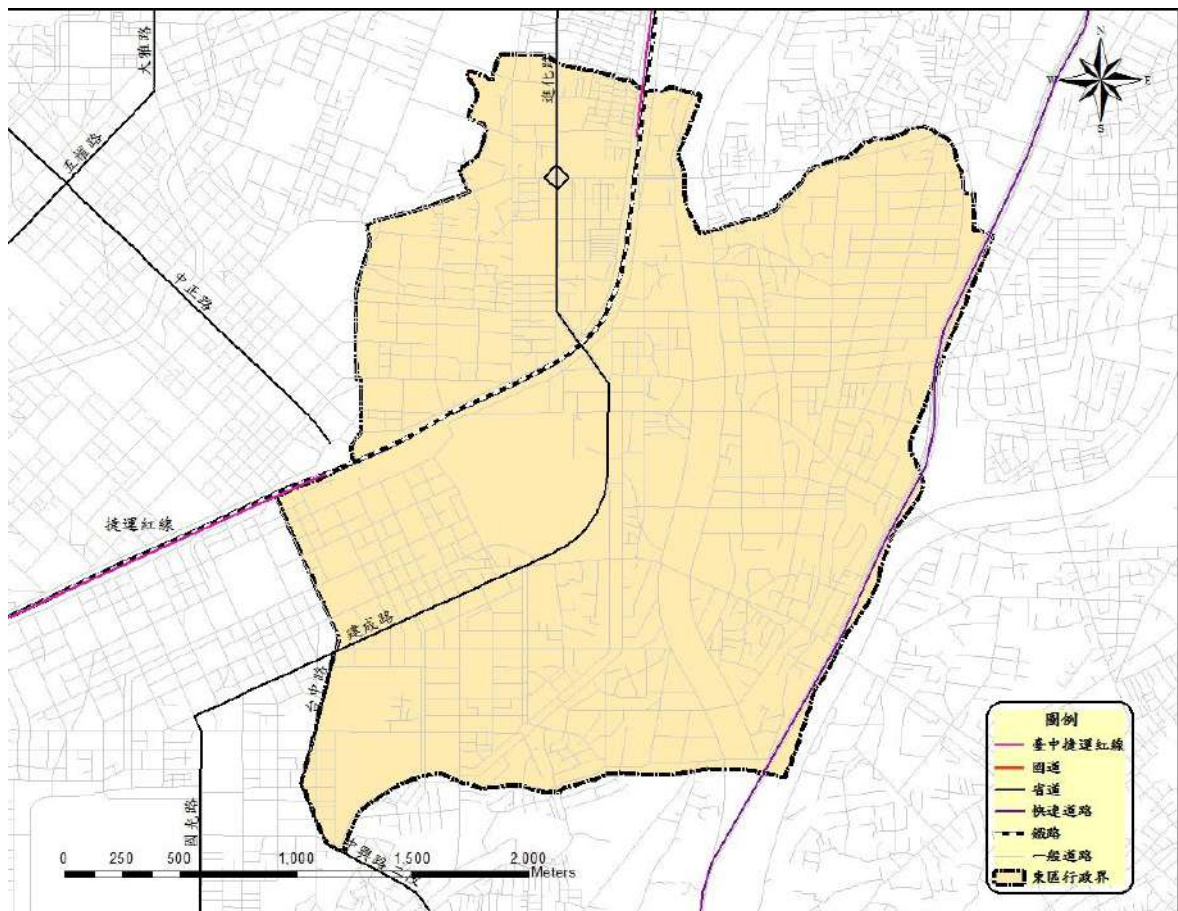 大雅路
進化路
N
W
E
S
五權路
中正路
捷運紅線
建成路
台中路
國光路
中興路二段
0 250 500 1,000 1,500 2,000
Meters
圖例
臺中捷運紅線
國道
省道
快速道路
鐵路
一般道路
東區行政界